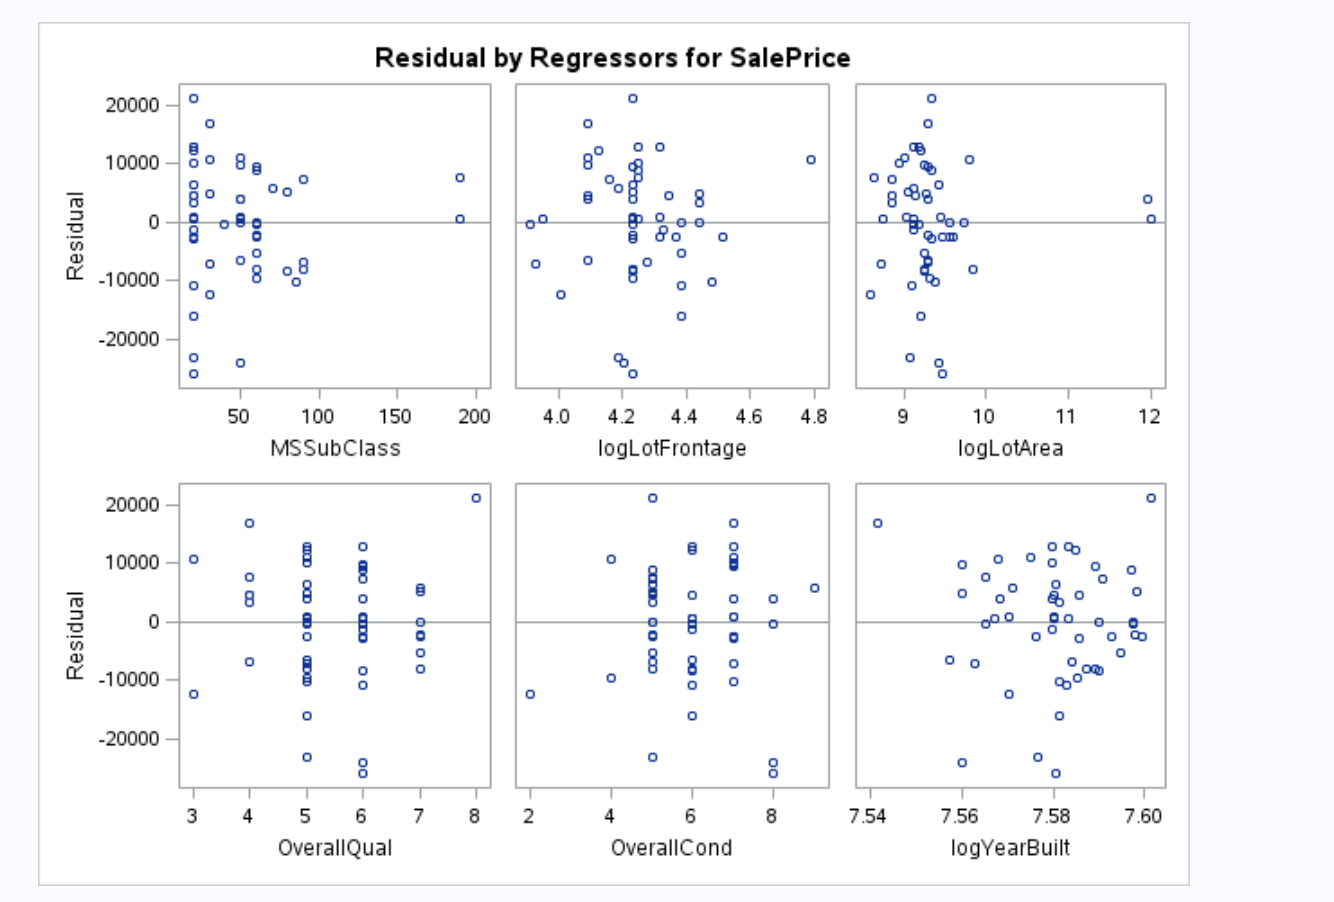 Residual by Regressors for SalePrice
Residual
20000
10000
0
-10000
-20000
50 100 150 200
MSSubClass
4.0 4.2 4.4 4.6 4.8
logLotFrontage
9 10 11 12
logLotArea
Residual
20000
10000
0
-10000
-20000
3 4 5 6 7 8
OverallQual
2 4 6 8
OverallCond
7.54 7.56 7.58 7.60
logYearBuilt